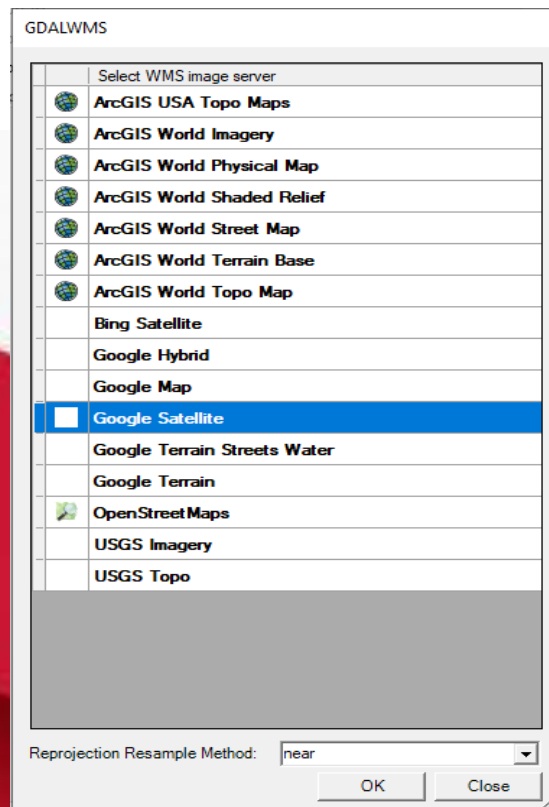 GDALWMS
Select WMS image server
ArcGIS USA Topo Maps
ArcGIS World Imagery
ArcGIS World Physical Map
ArcGIS World Shaded Relief
ArcGIS World Street Map
ArcGIS World Terrain Base
ArcGIS World Topo Map
Bing Satellite
Google Hybrid
Google Map
Google Satellite
Google Terrain Streets Water
Google Terrain
OpenStreetMaps
USGS Imagery
USGS Topo
Reprojection Resample Method: near
OK Close